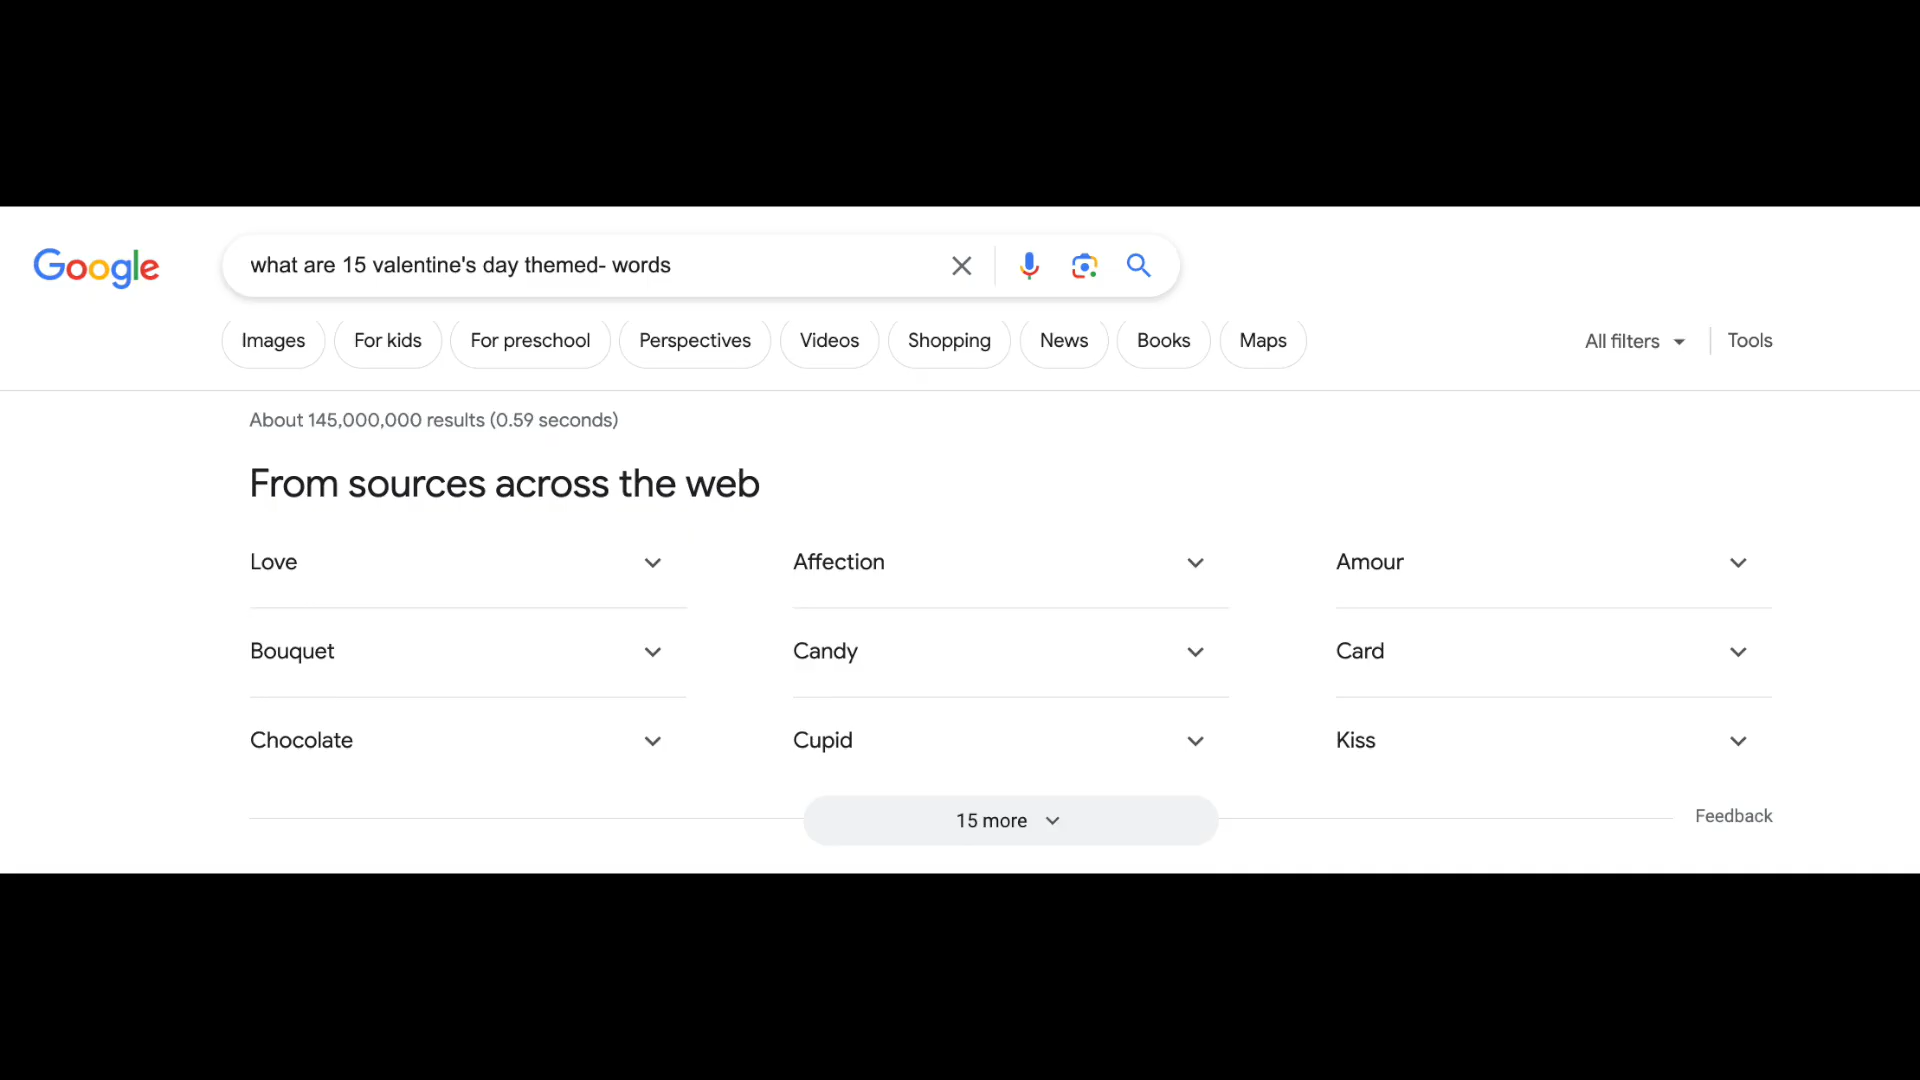 Google
what are 15 valentine's day themed- words
Images For kids For preschool Perspectives Videos Shopping News Books Maps All filters Tools
About 145,000,000 results (0.59 seconds)
From sources across the web
Love Affection Amour
Bouquet Candy Card
Chocolate Cupid Kiss
15 more
Feedback